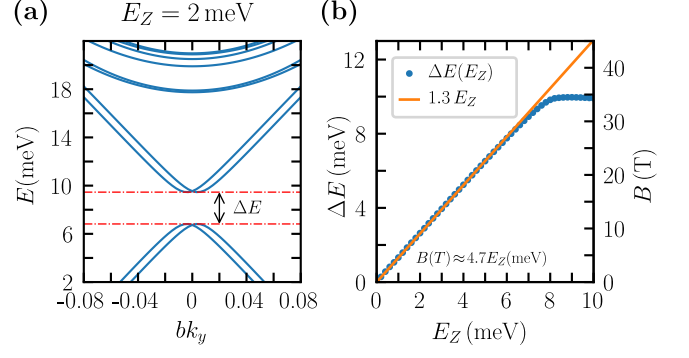 (a) E_Z = 2 meV
E(meV)
18
14
10
6
2
ΔE
-0.08 -0.04 0 0.04 0.08
bk_y
(b)
ΔE (meV)
12
8
4
0
ΔE(E_Z)
1.3 E_Z
B(T)≈4.7E_Z(meV)
0 2 4 6 8 10
E_Z (meV)
40
30
20
10
0
B (T)